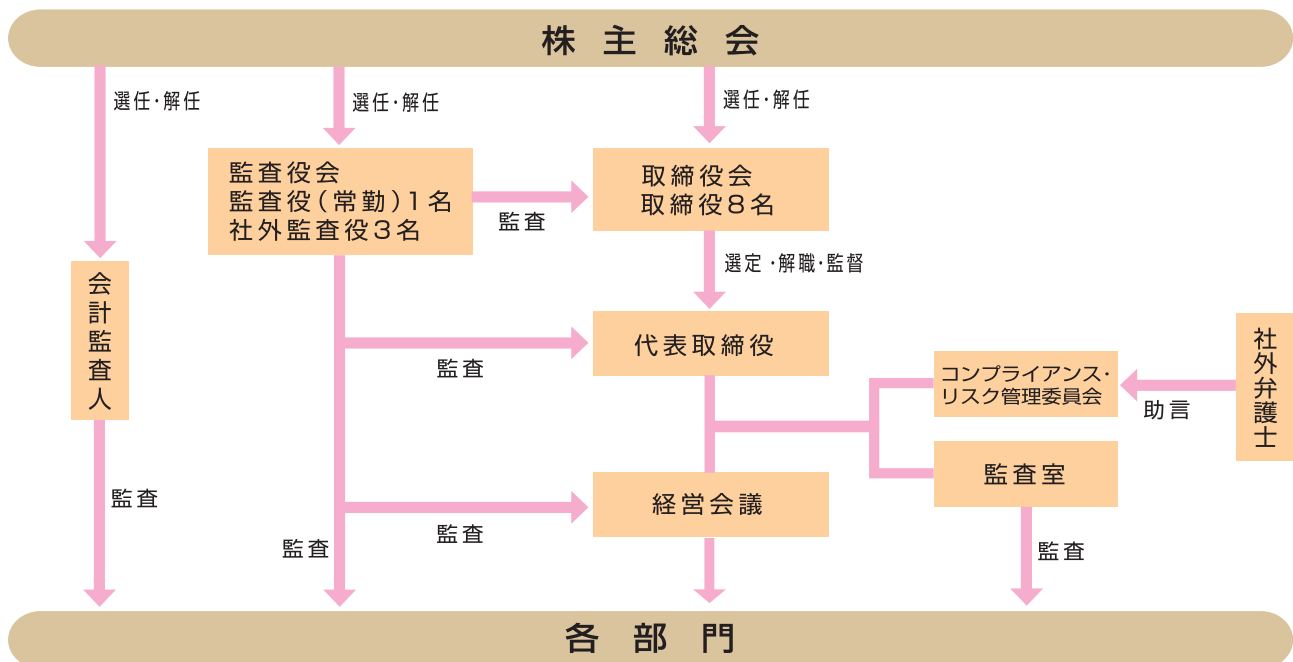 株主総会
選任・解任
選任・解任
選任・解任
監査役会
監査役(常勤)1名
社外監査役3名
監査
取締役会
取締役8名
選定・解職・監督
会計監査人
監査
代表取締役
コンプライアンス・
リスク管理委員会
助言
社外弁護士
監査室
監査
経営会議
監査
監査
監査
各部門